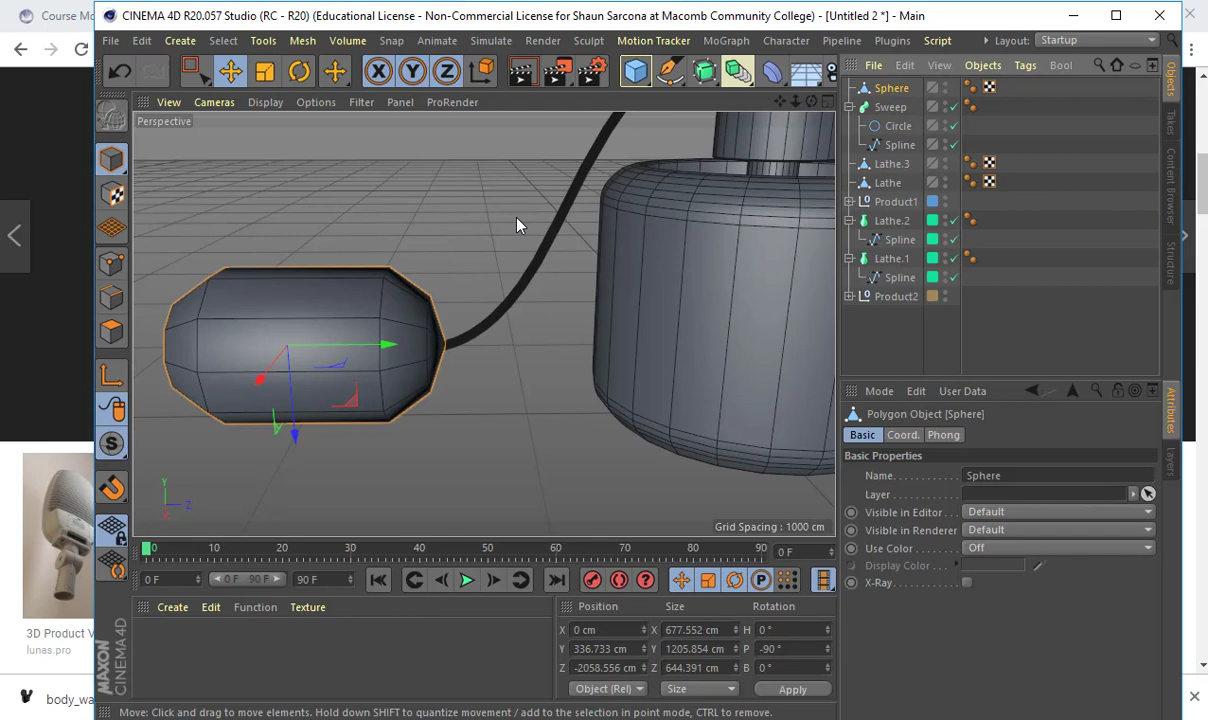 Course Mo
CINEMA 4D R20.057 Studio (RC - R20) (Educational License - Non-Commercial License for Shaun Sarcona at Macomb Community College) - [Untitled 2 *] - Main
File Edit Create Select Tools Mesh Volume Snap Animate Simulate Render Sculpt Motion Tracker MoGraph Character Pipeline Plugins Script Layout: Startup
X Y Z
File Edit View Objects Tags Bool
View Cameras Display Options Filter Panel ProRender
Perspective
Sphere
Sweep
Circle
Spline
Lathe.3
Lathe
Product1
Lathe.2
Spline
Lathe.1
Spline
Product2
Objects
Takes
Content Browser
Structure
Mode Edit User Data
Polygon Object [Sphere]
Basic Coord. Phong
Basic Properties
Name Sphere
Layer
Visible in Editor Default
Visible in Renderer Default
Use Color Off
Display Color
X-Ray
Attributes
Layers
Y
Z
X
Grid Spacing : 1000 cm
0 10 20 30 40 50 60 70 80 90 0 F
0 F 0 F 90 F 90 F
Create Edit Function Texture
Position Size Rotation
X 0 cm X 677.552 cm H 0 °
Y 336.733 cm Y 1205.854 cm P -90 °
Z -2058.556 cm Z 644.391 cm B 0 °
Object (Rel) Size Apply
MAXON CINEMA 4D
Move: Click and drag to move elements. Hold down SHIFT to quantize movement / add to the selection in point mode, CTRL to remove.
3D Product V
lunas.pro
body_wa